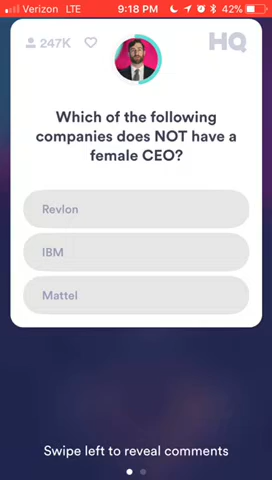 Verizon LTE 9:18 PM 42%
247K HQ
Which of the following
companies does NOT have a
female CEO?
Revlon
IBM
Mattel
Swipe left to reveal comments